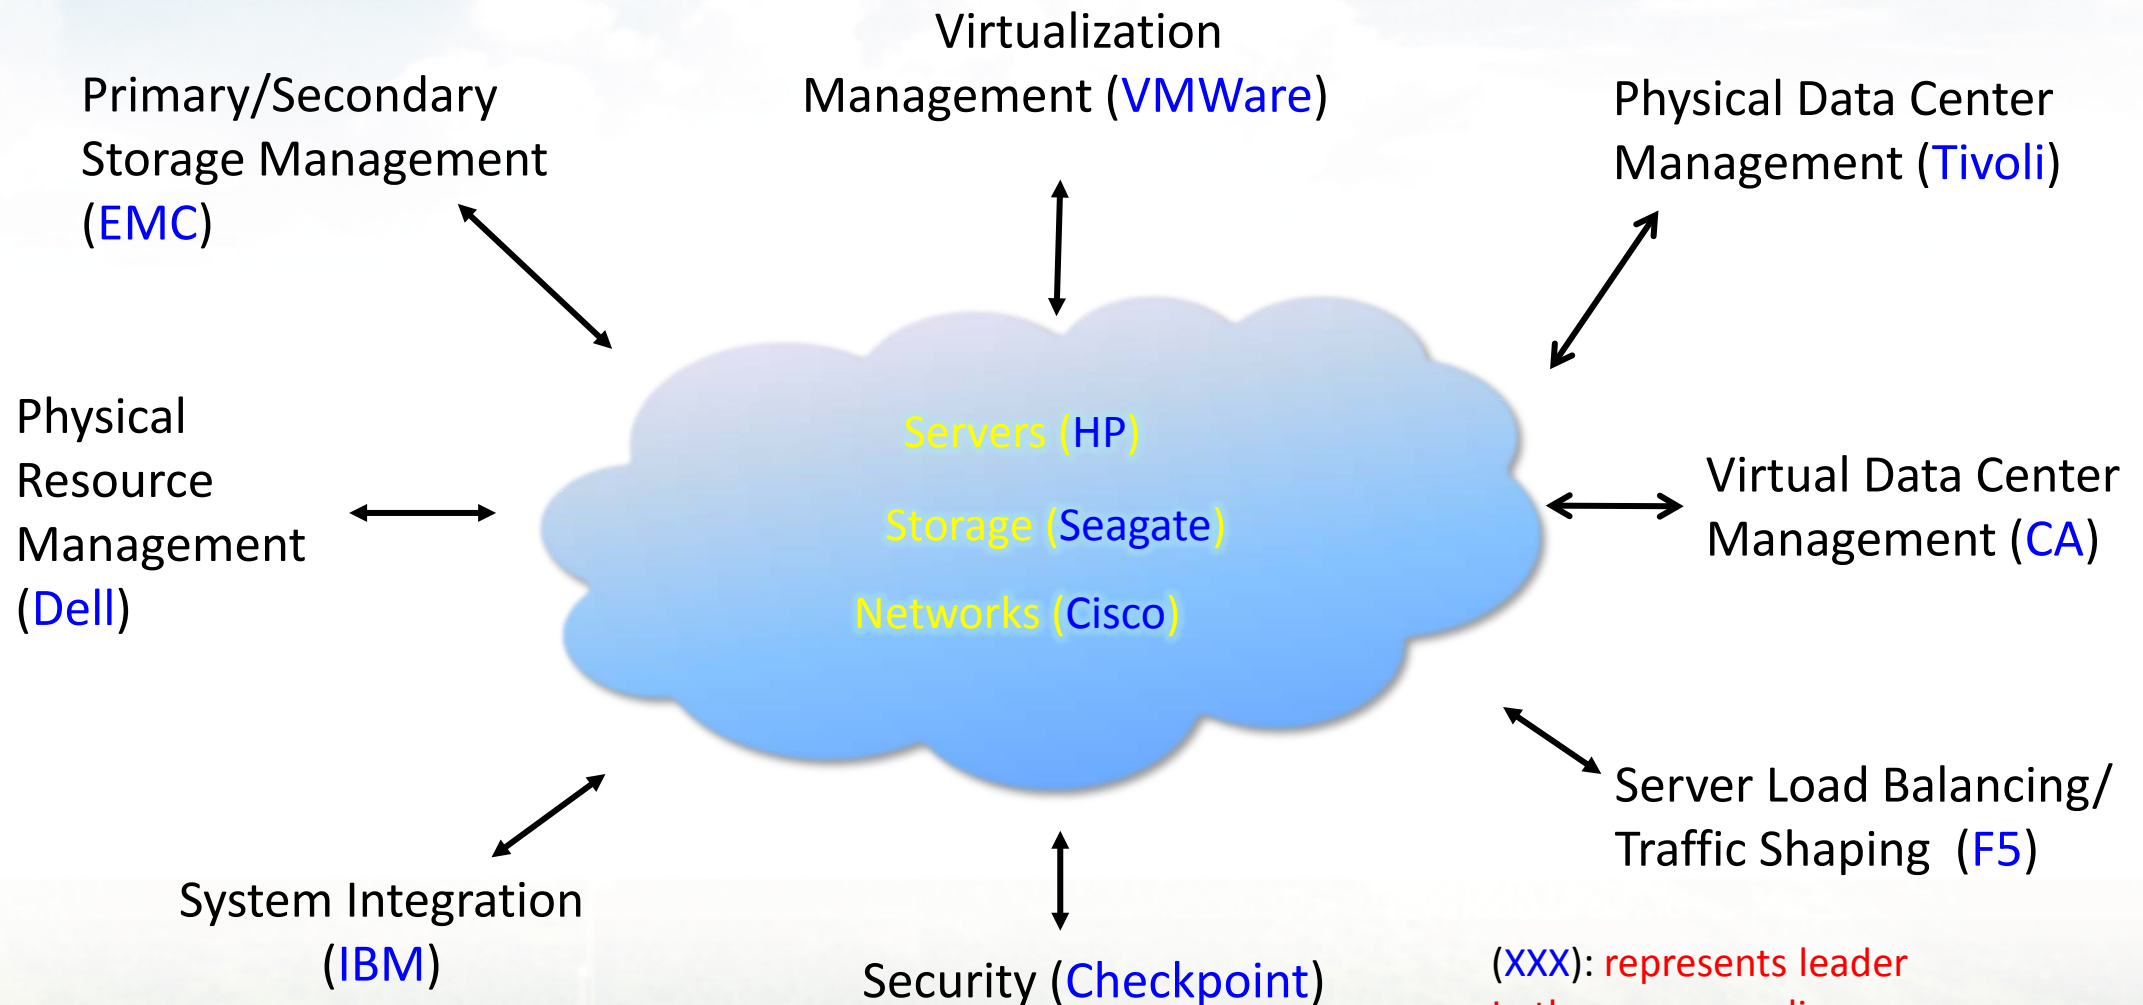 Virtualization
Management (VMWare)
Primary/Secondary
Storage Management
(EMC)
Physical Data Center
Management (Tivoli)
Physical
Resource
Management
(Dell)
Servers (HP)
Storage (Seagate)
Networks (Cisco)
Virtual Data Center
Management (CA)
Server Load Balancing/
Traffic Shaping (F5)
System Integration
(IBM)
Security (Checkpoint)
(XXX): represents leader